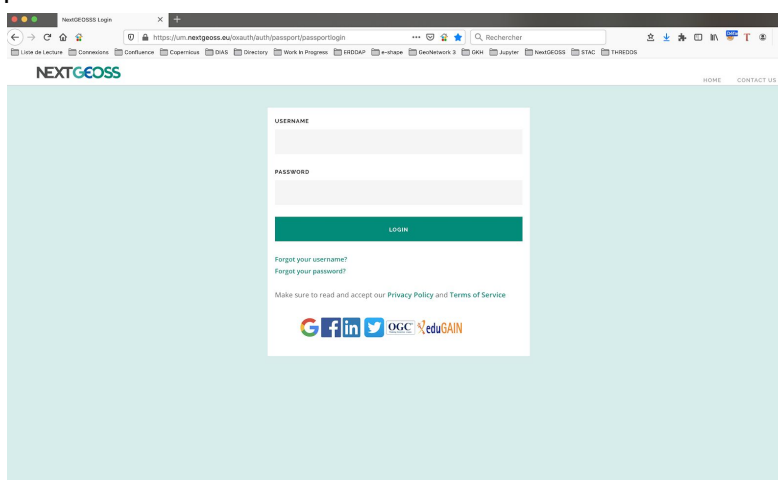 NextGEOSSS Login
https://um.nextgeoss.eu/oxauth/auth/passport/passportlogin
Rechercher
Liste de Lecture Connexions Confluence Copernicus DIAS Directory Work In Progress ERDDAP e-shape GeoNetwork 3 GKH Jupyter NextGEOSS STAC THREDDS
NEXTGEOSS
HOME CONTACT US
USERNAME
PASSWORD
LOGIN
Forgot your username?
Forgot your password?
Make sure to read and accept our Privacy Policy and Terms of Service
G f in OGC eduGAIN